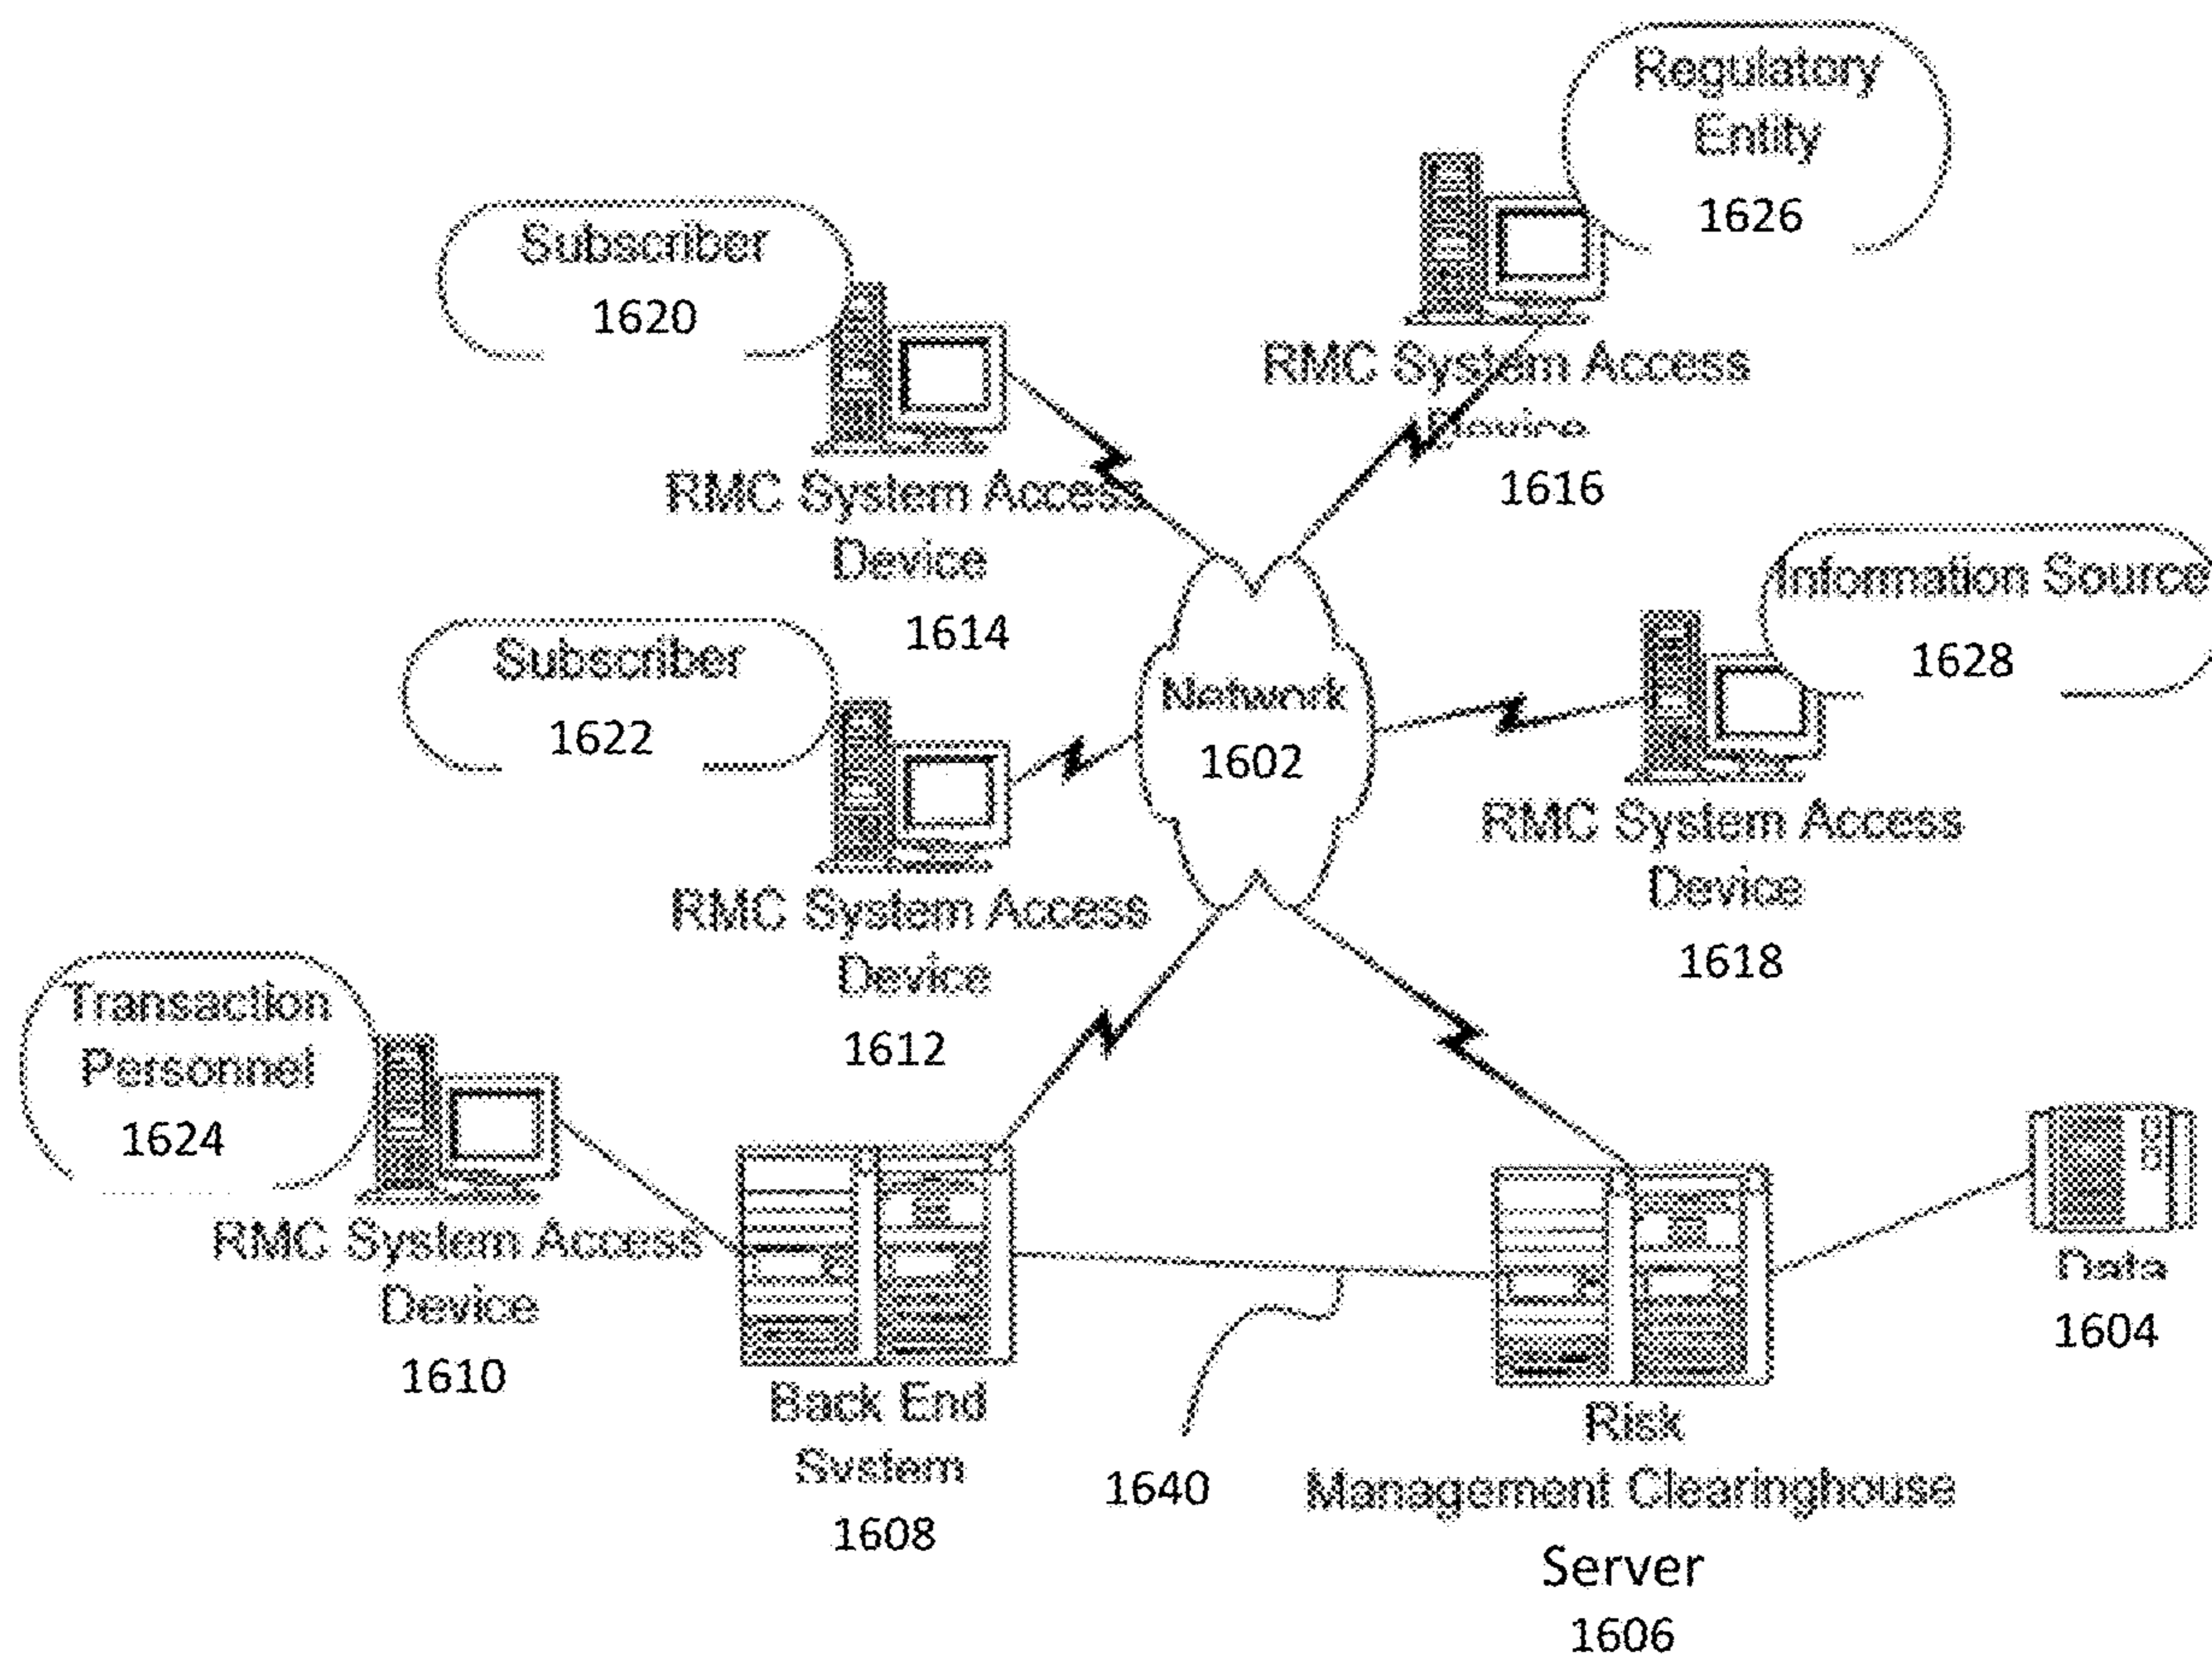 Regulatory
Entity
1626
Subscriber
1620
RMC System Access
Device
1616
RMC System Access
Device
1614
Information Source
1628
Subscriber
1622
Network
1602
RMC System Access
Device
1618
RMC System Access
Device
1612
Transaction
Personnel
1624
RMC System Access
Device
1610
Data
1604
Back End
System
1608
1640
Risk
Management Clearinghouse
Server
1606